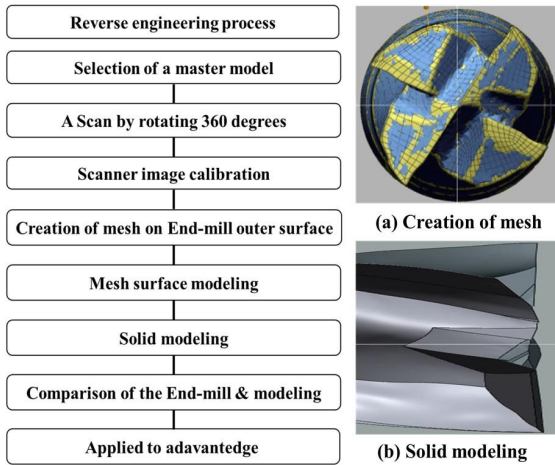 Reverse engineering process
Selection of a master model
A Scan by rotating 360 degrees
Scanner image calibration
Creation of mesh on End-mill outer surface
Mesh surface modeling
Solid modeling
Comparison of the End-mill & modeling
Applied to adavantedge
(a) Creation of mesh
(b) Solid modeling